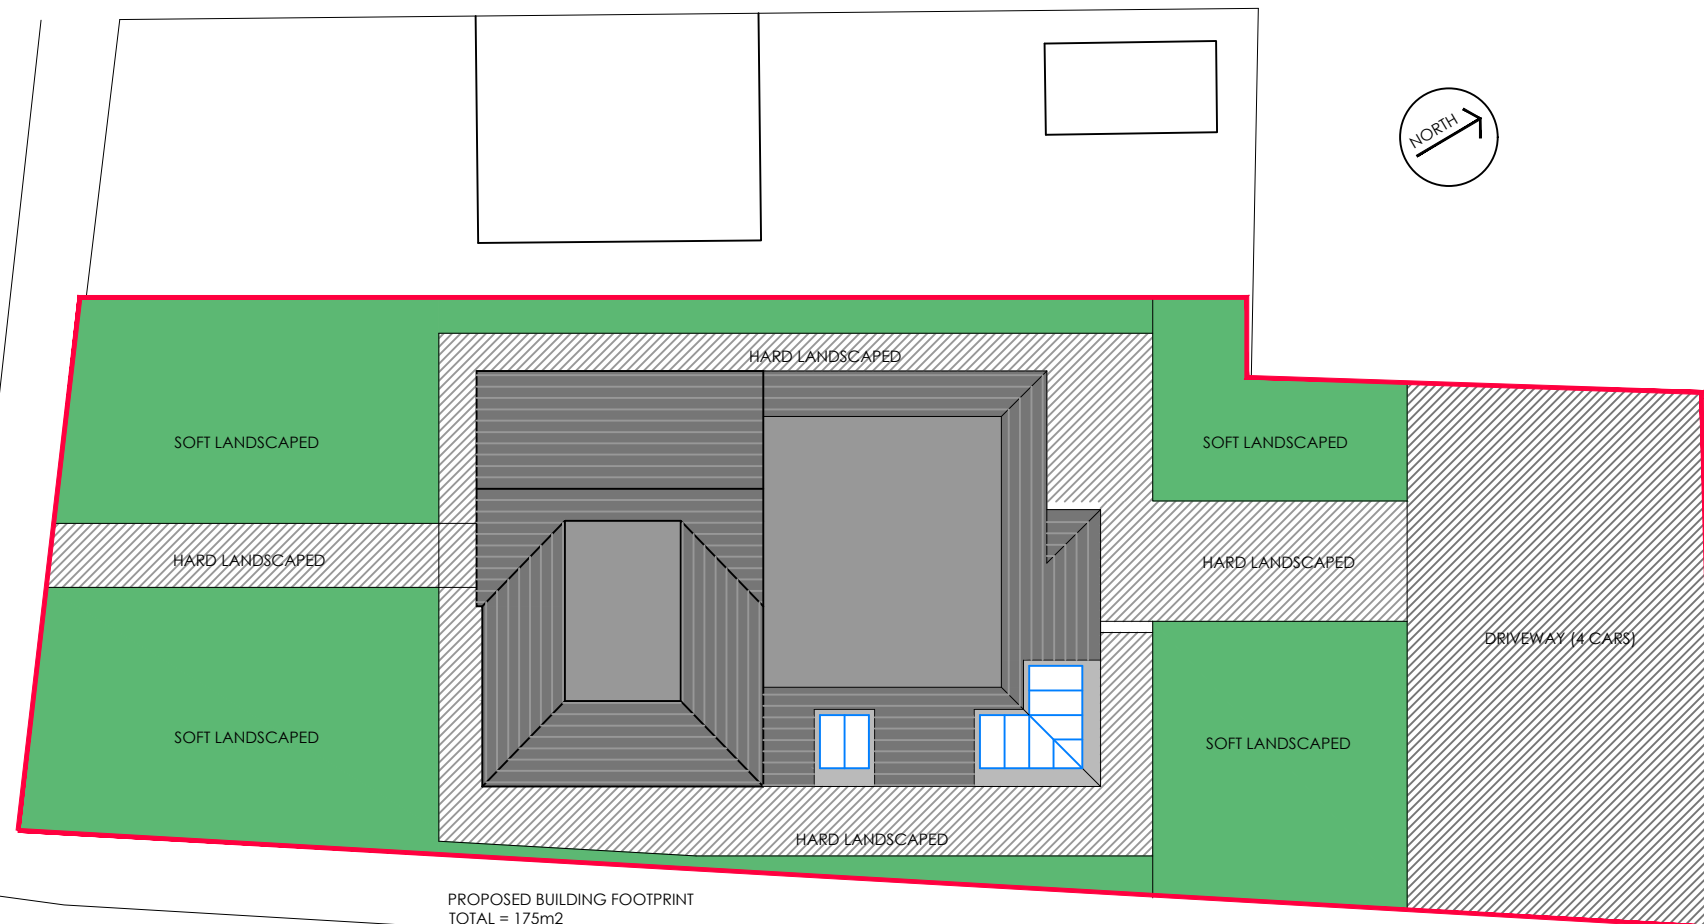 NORTH
HARD LANDSCAPED
SOFT LANDSCAPED
SOFT LANDSCAPED
HARD LANDSCAPED
HARD LANDSCAPED
DRIVEWAY (4 CARS)
SOFT LANDSCAPED
SOFT LANDSCAPED
HARD LANDSCAPED
PROPOSED BUILDING FOOTPRINT
TOTAL = 175m2